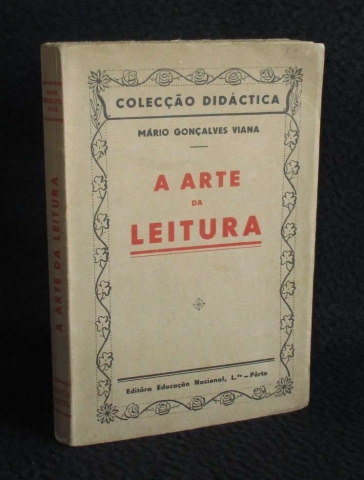 COLECÇÃO DIDÁCTICA
MÁRIO GONÇALVES VIANA
A ARTE
DA
LEITURA
Editôra Educação Nacional, L.da — Pôrto
A ARTE DA LEITURA